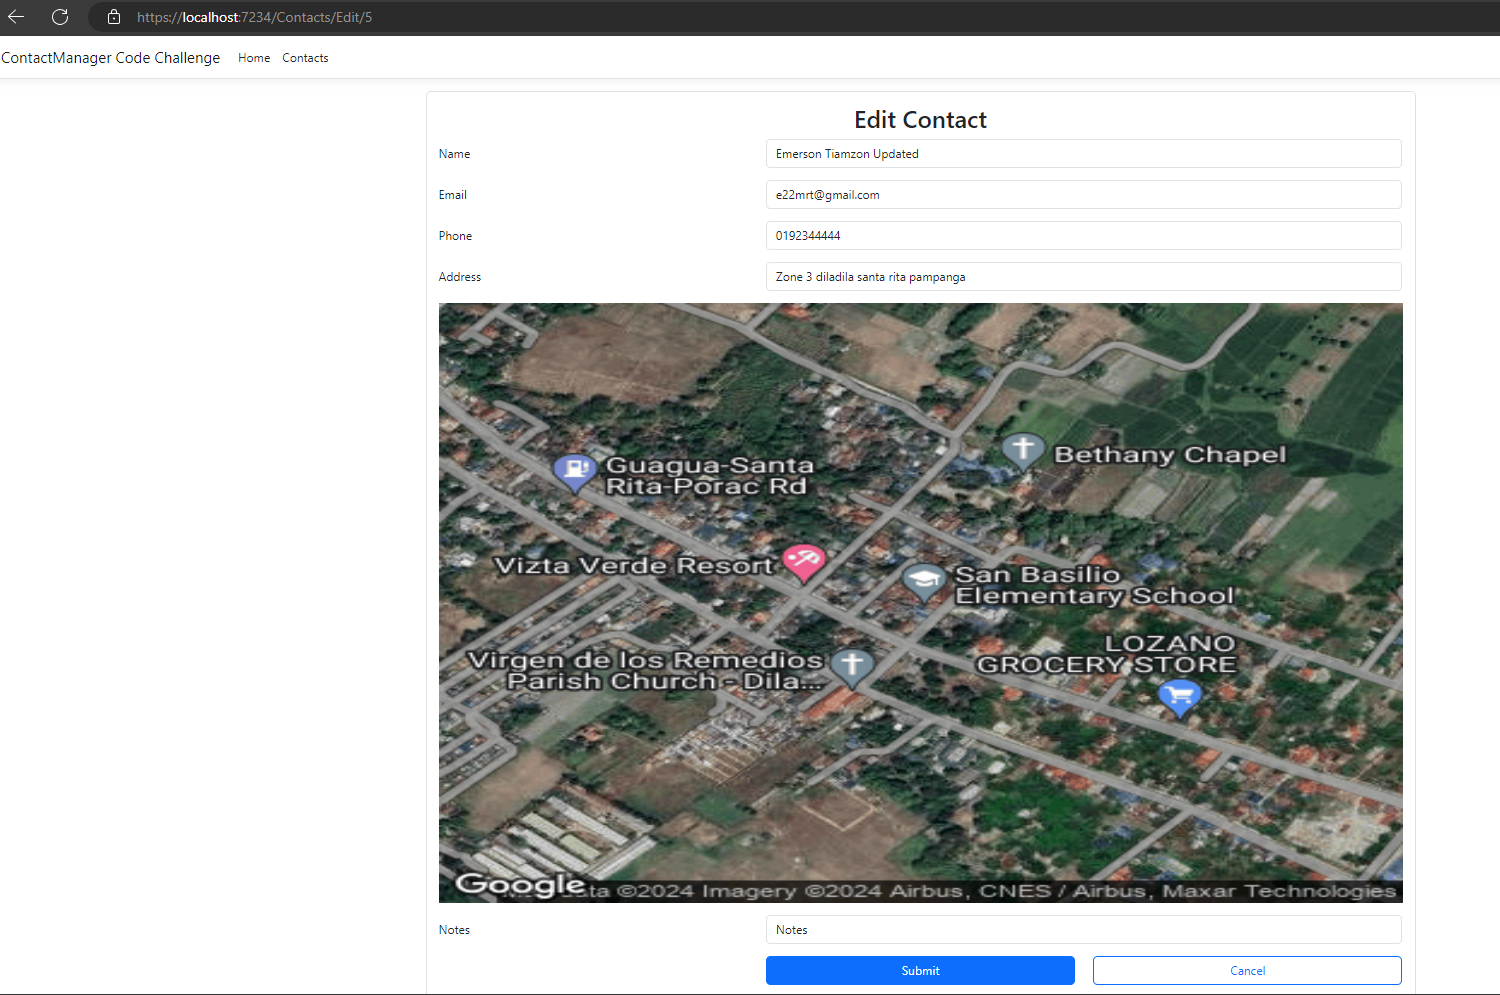 https://localhost:7234/Contacts/Edit/5
ContactManager Code Challenge Home Contacts
Edit Contact
Name Emerson Tiamzon Updated
Email e22mrt@gmail.com
Phone 0192344444
Address Zone 3 diladila santa rita pampanga
Guagua-Santa
Rita-Porac Rd
Bethany Chapel
Vizta Verde Resort
San Basilio
Elementary School
LOZANO
GROCERY STORE
Virgen de los Remedios
Parish Church - Dila...
Google ©2024 Imagery ©2024 Airbus, CNES / Airbus, Maxar Technologies
Notes Notes
Submit Cancel